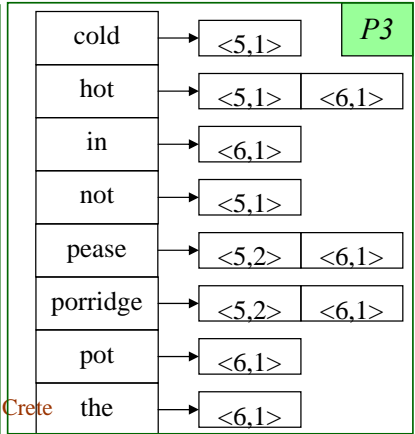 cold <5,1> P3
hot <5,1> <6,1>
in <6,1>
not <5,1>
pease <5,2> <6,1>
porridge <5,2> <6,1>
pot <6,1>
Crete the <6,1>